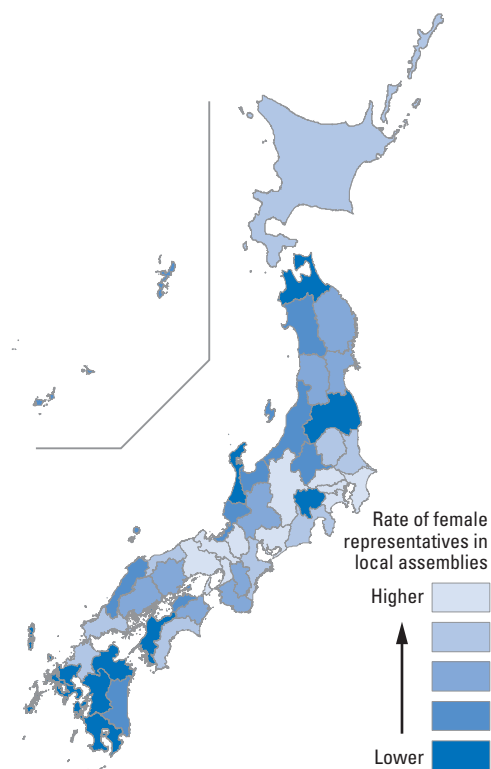 Rate of female
representatives in
local assemblies
Higher
Lower